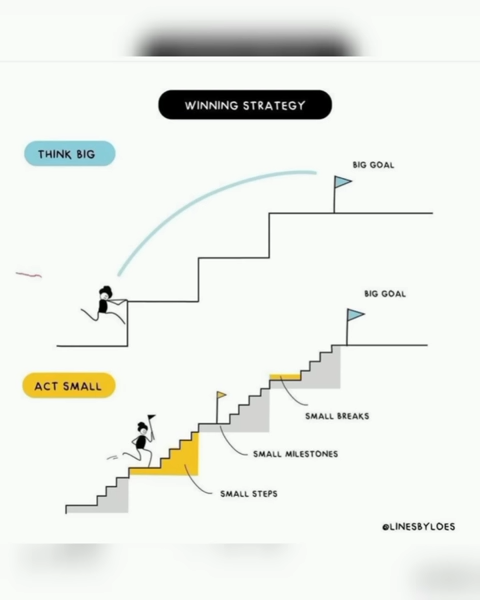 WINNING STRATEGY
THINK BIG
BIG GOAL
BIG GOAL
ACT SMALL
SMALL BREAKS
SMALL MILESTONES
SMALL STEPS
@LINESBYLOES